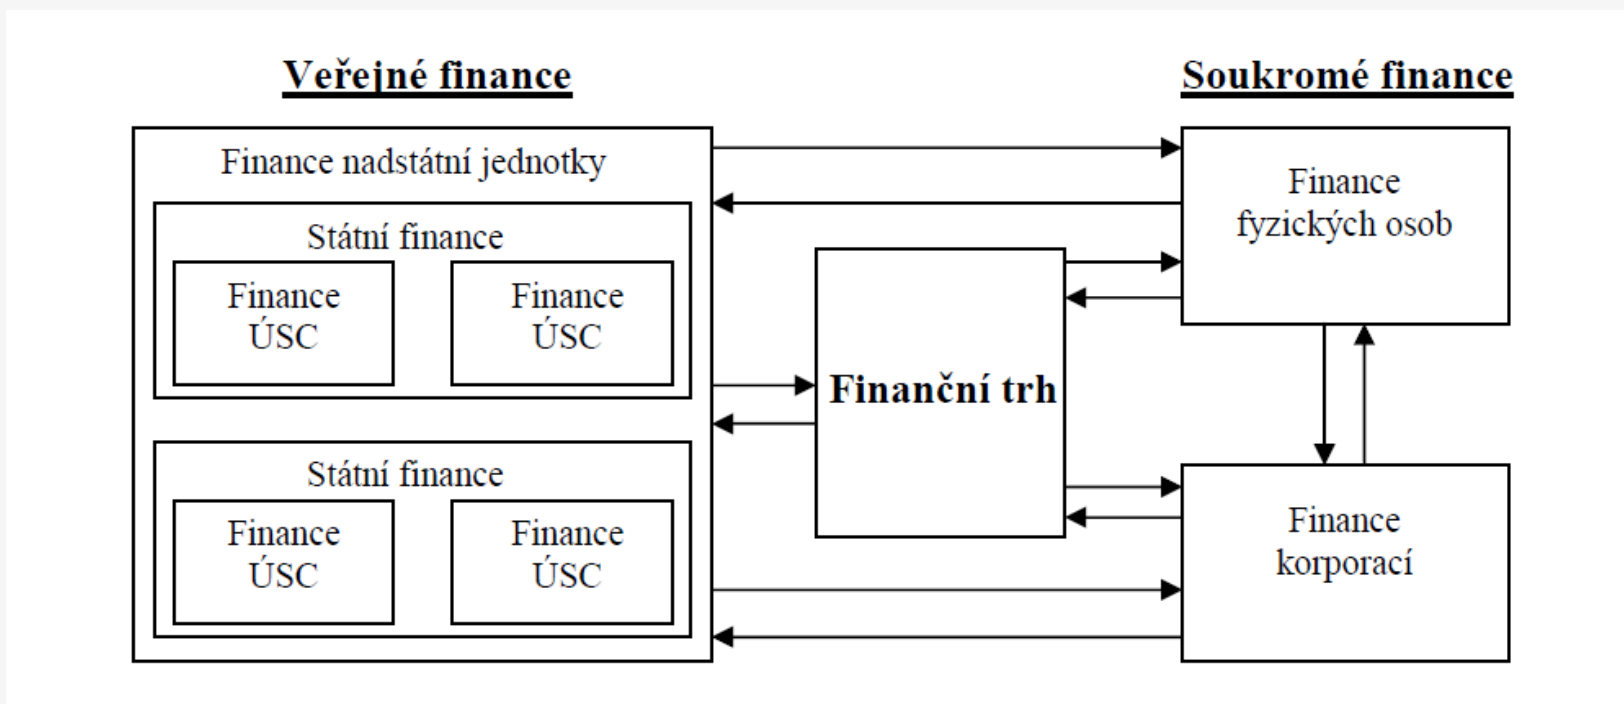 Veřejné finance
Soukromé finance
Finance nadstátní jednotky
Státní finance
Finance
ÚSC
Finance
ÚSC
Státní finance
Finance
ÚSC
Finance
ÚSC
Finanční trh
Finance
fyzických osob
Finance
korporací